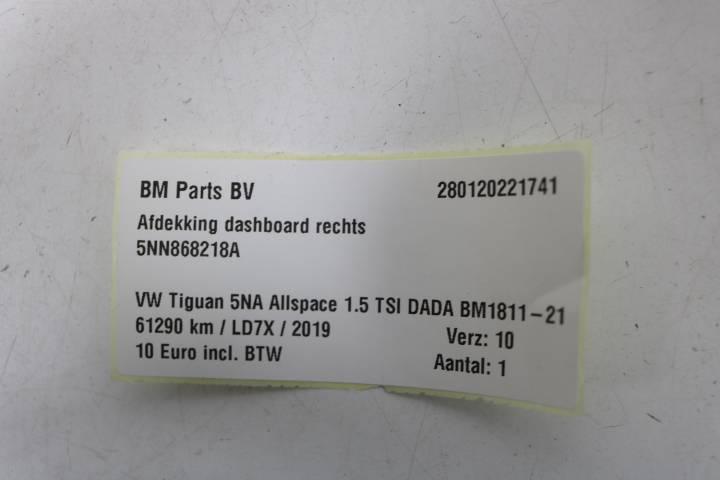 BM Parts BV 280120221741
Afdekking dashboard rechts
5NN868218A
VW Tiguan 5NA Allspace 1.5 TSI DADA BM1811-21
61290 km / LD7X / 2019 Verz: 10
10 Euro incl. BTW Aantal: 1